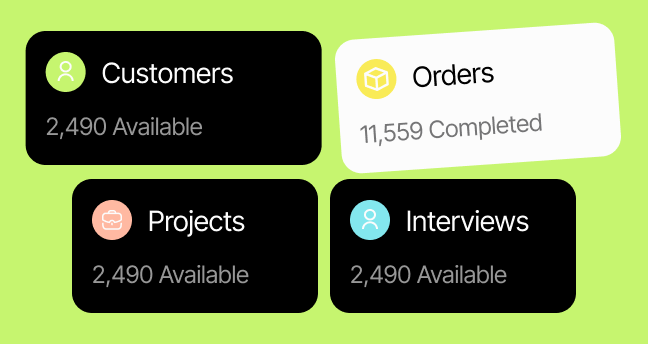 Customers
2,490 Available
Orders
11,559 Completed
Projects
2,490 Available
Interviews
2,490 Available